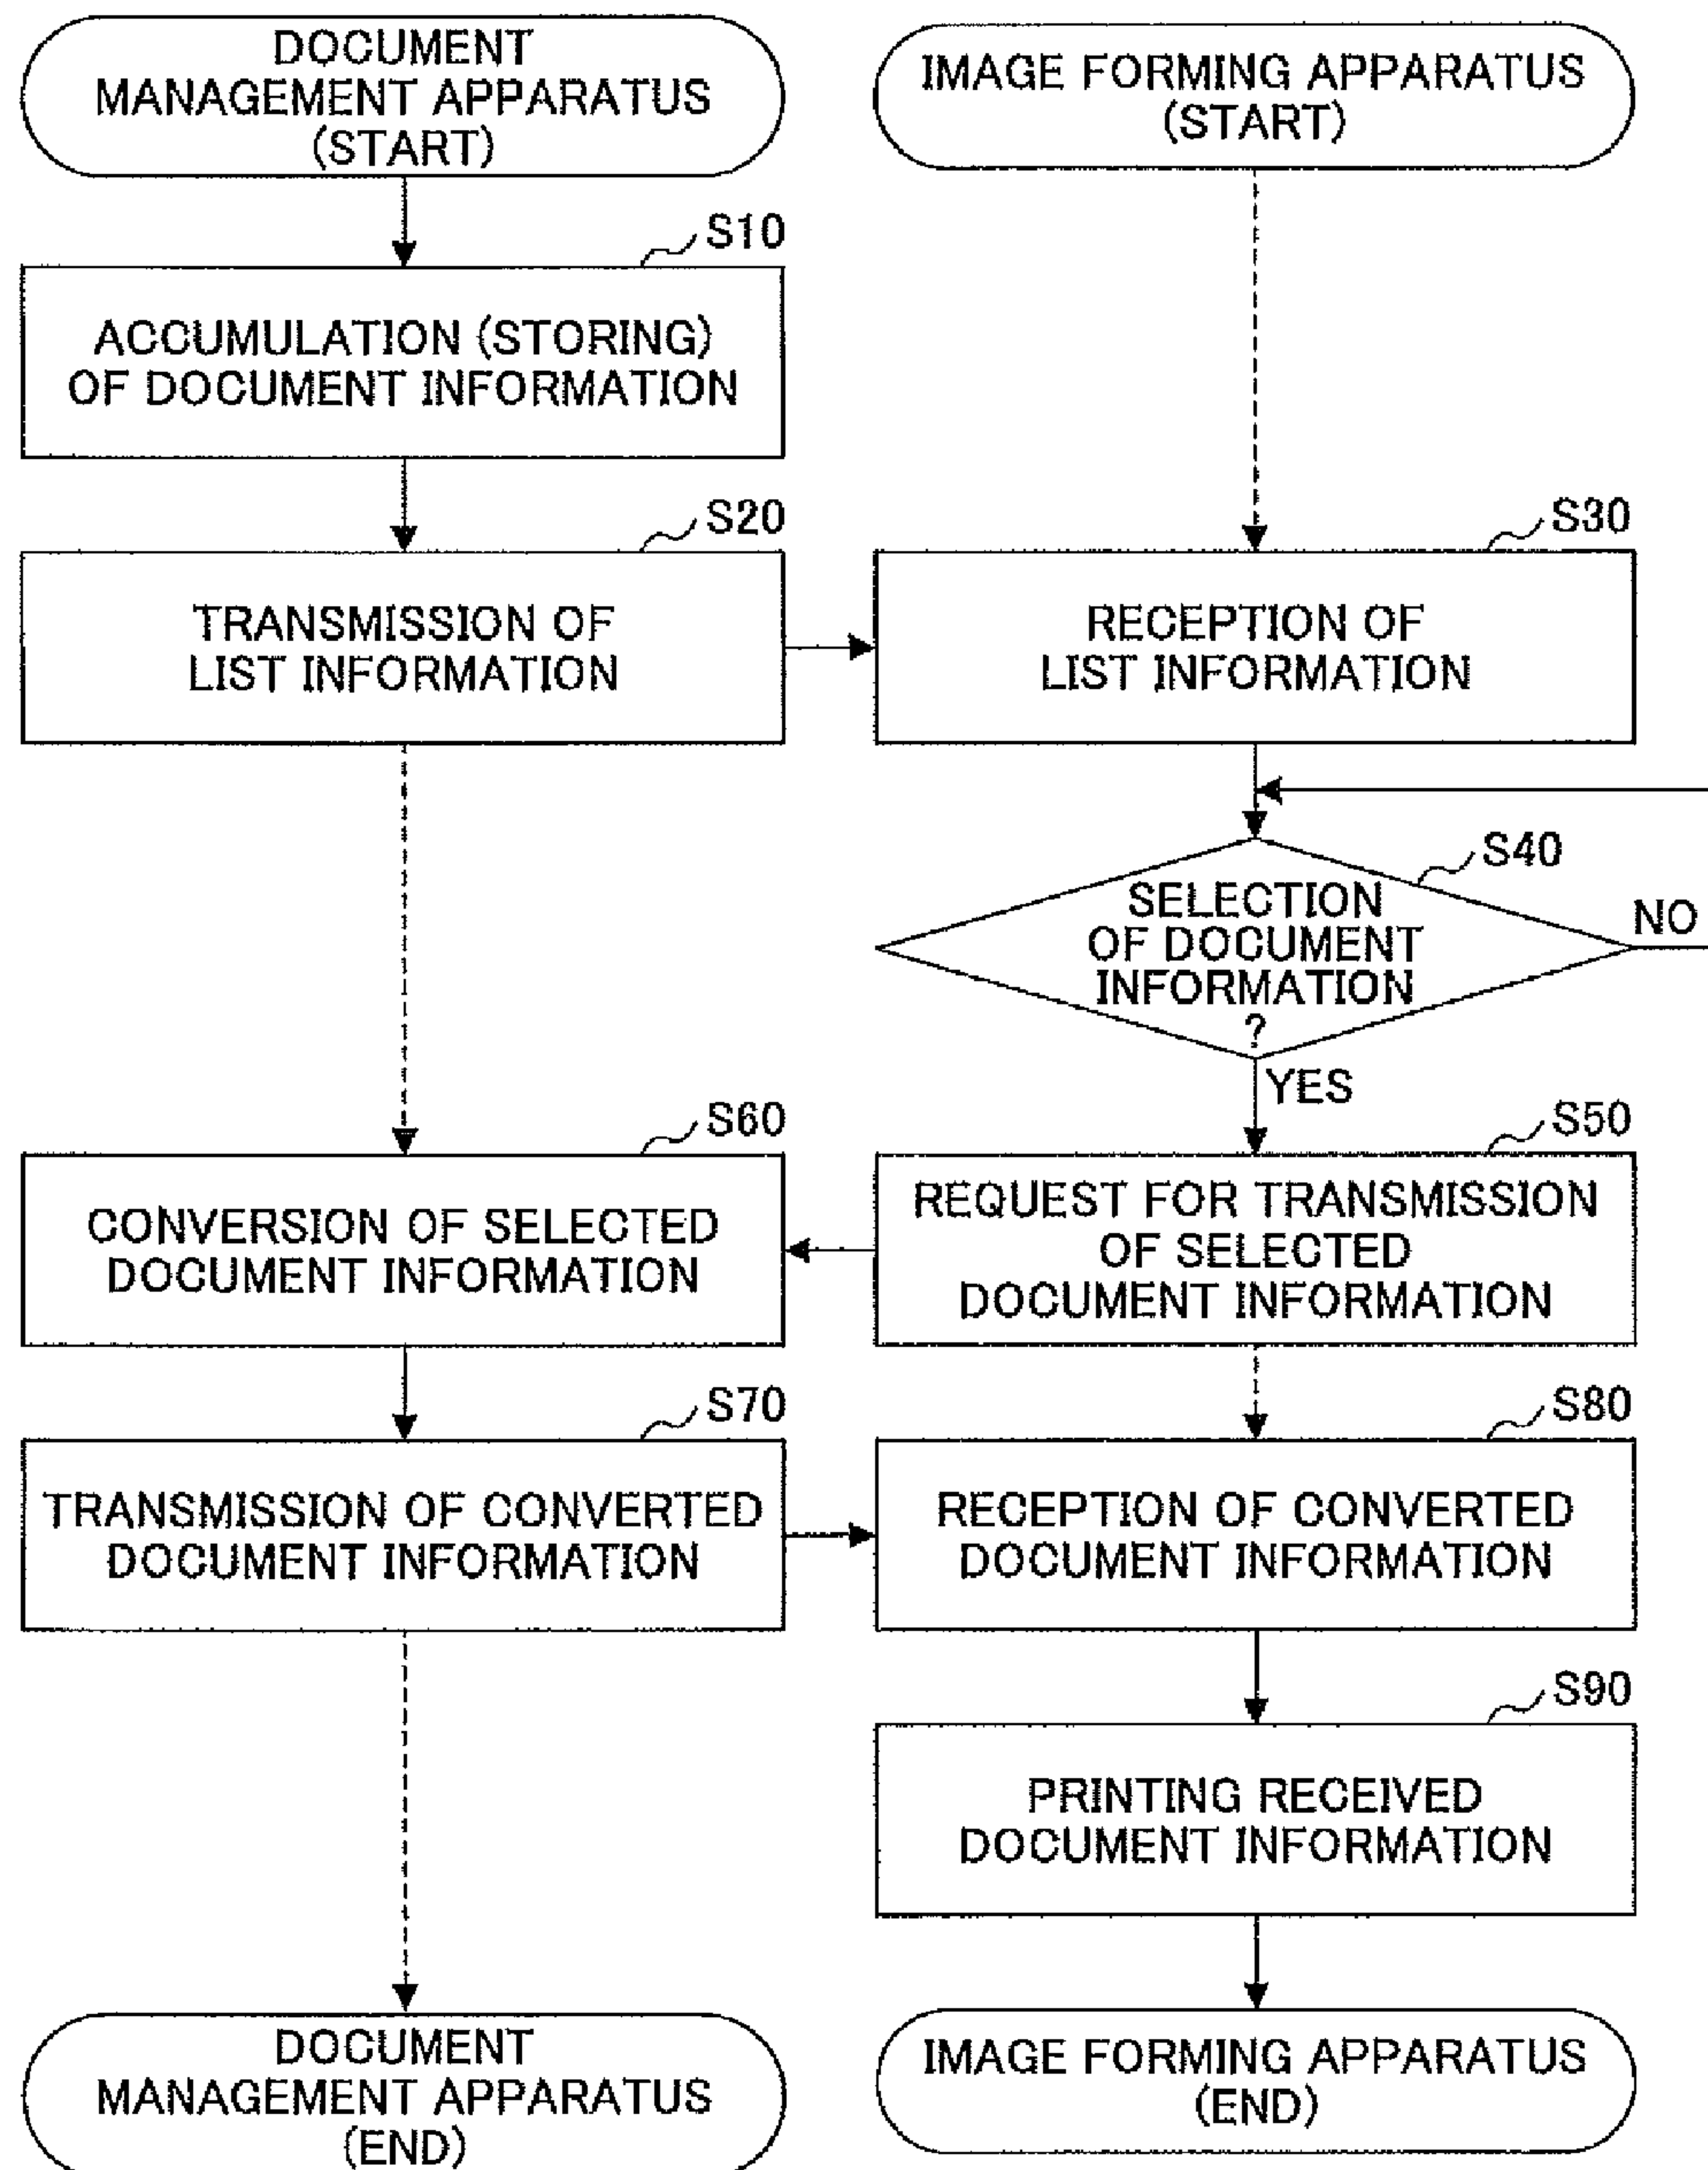 DOCUMENT
MANAGEMENT APPARATUS
(START)
IMAGE FORMING APPARATUS
(START)
S10
ACCUMULATION (STORING)
OF DOCUMENT INFORMATION
S20
TRANSMISSION OF
LIST INFORMATION
S30
RECEPTION OF
LIST INFORMATION
S40
SELECTION
OF DOCUMENT
INFORMATION
?
NO
YES
S60
CONVERSION OF SELECTED
DOCUMENT INFORMATION
S50
REQUEST FOR TRANSMISSION
OF SELECTED
DOCUMENT INFORMATION
S70
TRANSMISSION OF CONVERTED
DOCUMENT INFORMATION
S80
RECEPTION OF CONVERTED
DOCUMENT INFORMATION
S90
PRINTING RECEIVED
DOCUMENT INFORMATION
DOCUMENT
MANAGEMENT APPARATUS
(END)
IMAGE FORMING APPARATUS
(END)